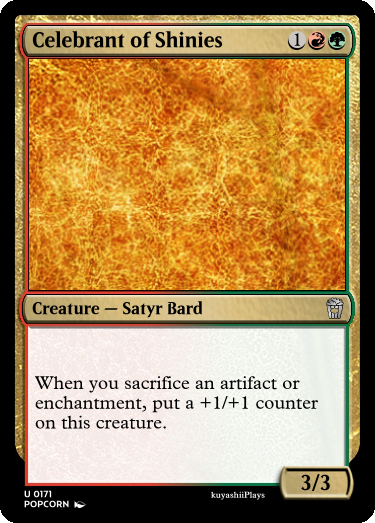 Celebrant of Shinies 1
Creature — Satyr Bard
When you sacrifice an artifact or
enchantment, put a +1/+1 counter
on this creature.
3/3
U 0171
POPCORN
kuyashiiPlays